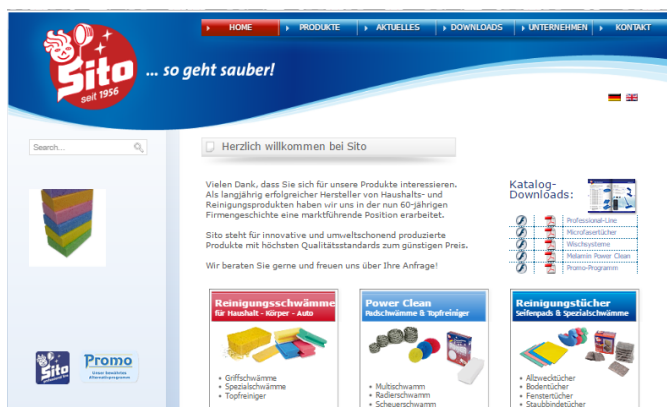 HOME
PRODUKTE
AKTUELLES
DOWNLOADS
UNTERNEHMEN
KONTAKT
Sito
seit 1956
... so geht sauber!
Search...
Herzlich willkommen bei Sito
Vielen Dank, dass Sie sich für unsere Produkte interessieren.
Als langjährig erfolgreicher Hersteller von Haushalts- und
Reinigungsprodukten haben wir uns in der nun 60-jährigen
Firmengeschichte eine marktführende Position erarbeitet.
Sito steht für innovative und umweltschonend produzierte
Produkte mit höchsten Qualitätsstandards zum günstigen Preis.
Wir beraten Sie gerne und freuen uns über Ihre Anfrage!
Katalog-
Downloads:
Professional-Line
Microfasertücher
Wischsysteme
Melamin Power Clean
Promo-Programm
Reinigungsschwämme
für Haushalt - Körper - Auto
Griffschwämme
Spezialschwämme
Topfreiniger
Power Clean
Padschwämme & Topfreiniger
Multischwamm
Radierschwamm
Scheuerschwamm
Reinigungstücher
Seifenpads & Spezialschwämme
Allzwecktücher
Bodentücher
Fenstertücher
Staubbindetücher
Sito
Promo